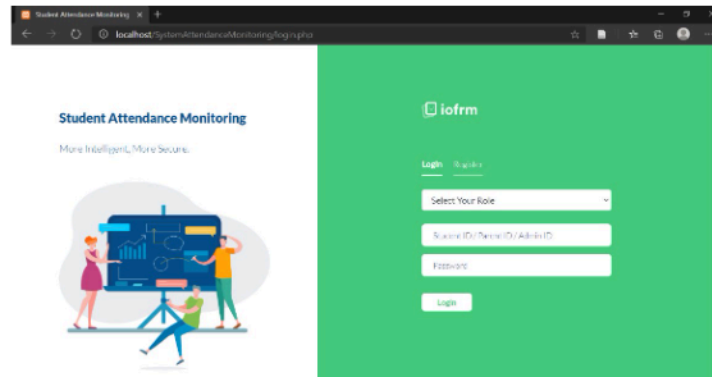 Student Attendance Monitoring
localhost/SystemAttendanceMonitoring/login.php
Student Attendance Monitoring
More Intelligent, More Secure.
iofrm
Login Register
Select Your Role
Student ID / Parent ID / Admin ID
Password
Login